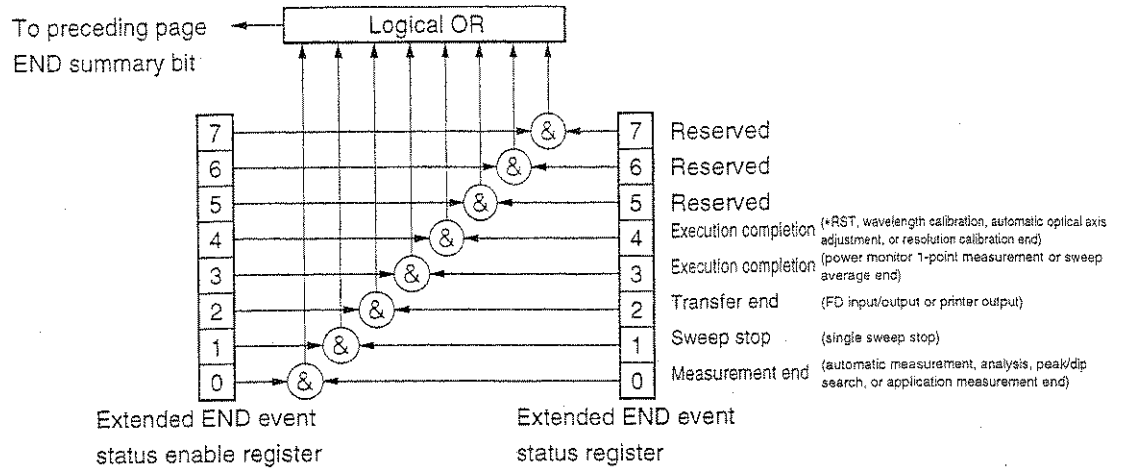 To preceding page
END summary bit
Logical OR
7 & 7 Reserved
6 & 6 Reserved
5 & 5 Reserved
4 & 4 Execution completion (*RST, wavelength calibration, automatic optical axis
adjustment, or resolution calibration end)
3 & 3 Execution completion (power monitor 1-point measurement or sweep
average end)
2 & 2 Transfer end (FD input/output or printer output)
1 & 1 Sweep stop (single sweep stop)
0 & 0 Measurement end (automatic measurement, analysis, peak/dip
search, or application measurement end)
Extended END event
status enable register
Extended END event
status register